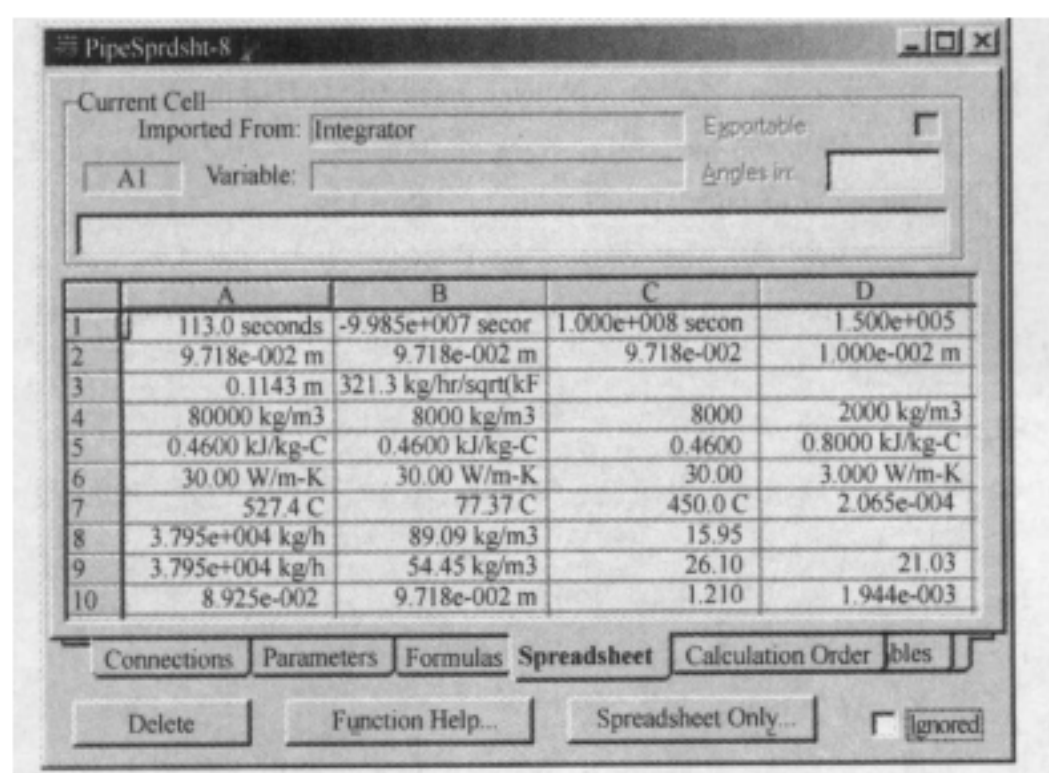 PipeSprdsht-8
Current Cell
Imported From: Integrator Exportable
A1 Variable: Angles in:
A B C D
1 113.0 seconds -9.985e+007 secor 1.000e+008 secon 1.500e+005
2 9.718e-002 m 9.718e-002 m 9.718e-002 1.000e-002 m
3 0.1143 m 321.3 kg/hr/sqrt(kF
4 80000 kg/m3 8000 kg/m3 8000 2000 kg/m3
5 0.4600 kJ/kg-C 0.4600 kJ/kg-C 0.4600 0.8000 kJ/kg-C
6 30.00 W/m-K 30.00 W/m-K 30.00 3.000 W/m-K
7 527.4 C 77.37 C 450.0 C 2.065e-004
8 3.795e+004 kg/h 89.09 kg/m3 15.95
9 3.795e+004 kg/h 54.45 kg/m3 26.10 21.03
10 8.925e-002 9.718e-002 m 1.210 1.944e-003
Connections Parameters Formulas Spreadsheet Calculation Order bles
Delete Function Help... Spreadsheet Only... Ignored